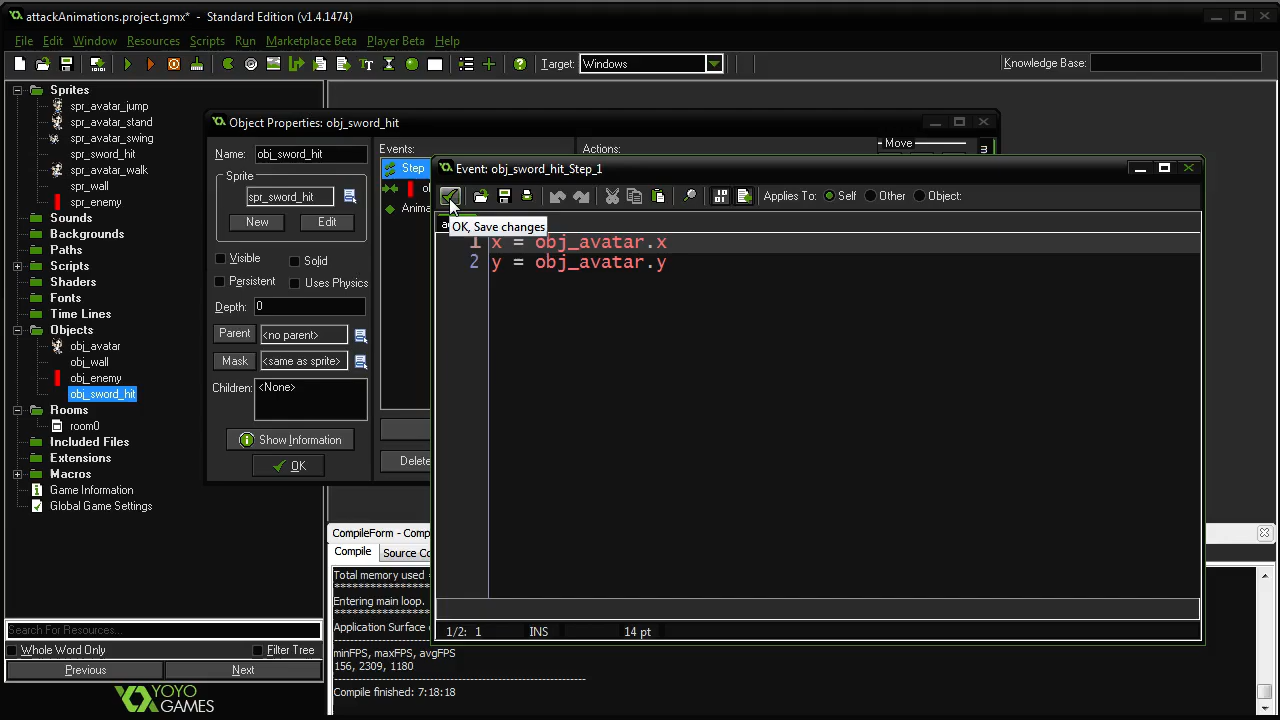 attackAnimations.project.gmx* - Standard Edition (v1.4.1474)
File Edit Window Resources Scripts Run Marketplace Beta Player Beta Help
Target: Windows
Knowledge Base:
Sprites
spr_avatar_jump
spr_avatar_stand
spr_avatar_swing
spr_sword_hit
spr_avatar_walk
spr_wall
spr_enemy
Sounds
Backgrounds
Paths
Scripts
Shaders
Fonts
Time Lines
Objects
obj_avatar
obj_wall
obj_enemy
obj_sword_hit
Rooms
room0
Included Files
Extensions
Macros
Game Information
Global Game Settings
Search For Resources...
Whole Word Only Filter Tree
Previous Next
YOYO
GAMES
Object Properties: obj_sword_hit
Name: obj_sword_hit
Sprite
spr_sword_hit
New Edit
Visible Solid
Persistent Uses Physics
Depth: 0
Parent <no parent>
Mask <same as sprite>
Children: <None>
Show Information
OK
Events:
Step
Delete
Actions:
Move
Event: obj_sword_hit_Step_1
Applies To: Self Other Object:
OK, Save changes
1 x = obj_avatar.x
2 y = obj_avatar.y
1/2: 1 INS 14 pt
Compile Source Co
Total memory used
Entering main loop.
Application Surface
minFPS, maxFPS, avgFPS
156, 2309, 1180
Compile finished: 7:18:18